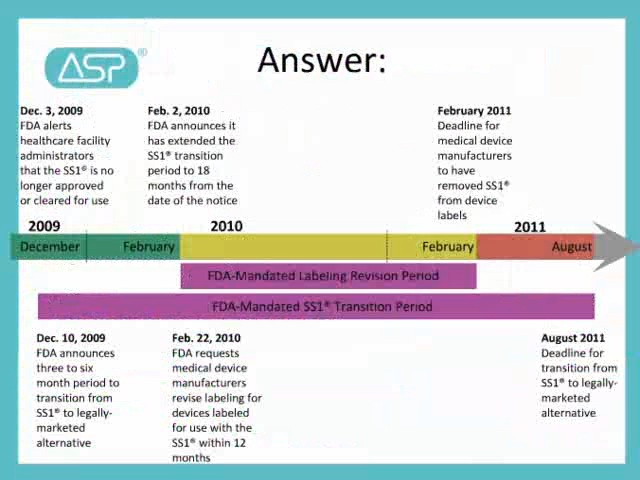 ASP®
Answer:
Dec. 3, 2009
FDA alerts
healthcare facility
administrators
that the SS1® is no
longer approved
or cleared for use
Feb. 2, 2010
FDA announces it
has extended the
SS1® transition
period to 18
months from the
date of the notice
February 2011
Deadline for
medical device
manufacturers
to have
removed SS1®
from device
labels
2009
2010
2011
December
February
February
August
FDA-Mandated Labeling Revision Period
FDA-Mandated SS1® Transition Period
Dec. 10, 2009
FDA announces
three to six
month period to
transition from
SS1® to legally-
marketed
alternative
Feb. 22, 2010
FDA requests
medical device
manufacturers
revise labeling for
devices labeled
for use with the
SS1® within 12
months
August 2011
Deadline for
transition from
SS1® to legally-
marketed
alternative